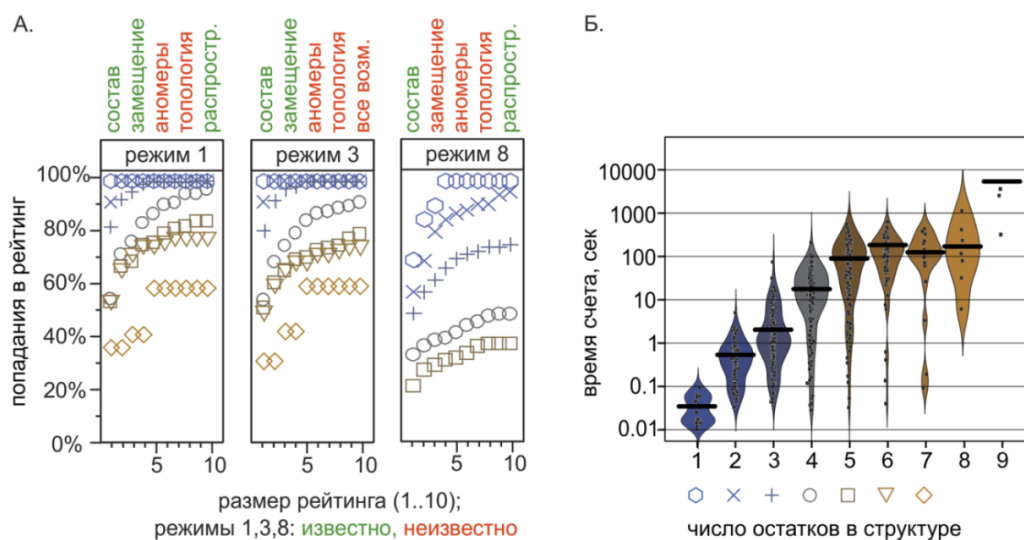 А.
состав
замещение
аномеры
топология
распростр.
состав
замещение
аномеры
топология
все возм.
состав
замещение
аномеры
топология
распростр.
режим 1
режим 3
режим 8
попадания в рейтинг
100%
80%
60%
40%
20%
0%
5 10
5 10
5 10
размер рейтинга (1..10);
режимы 1,3,8: известно, неизвестно
Б.
время счета, сек
10000
1000
100
10
1
0.1
0.01
1 2 3 4 5 6 7 8 9
число остатков в структуре